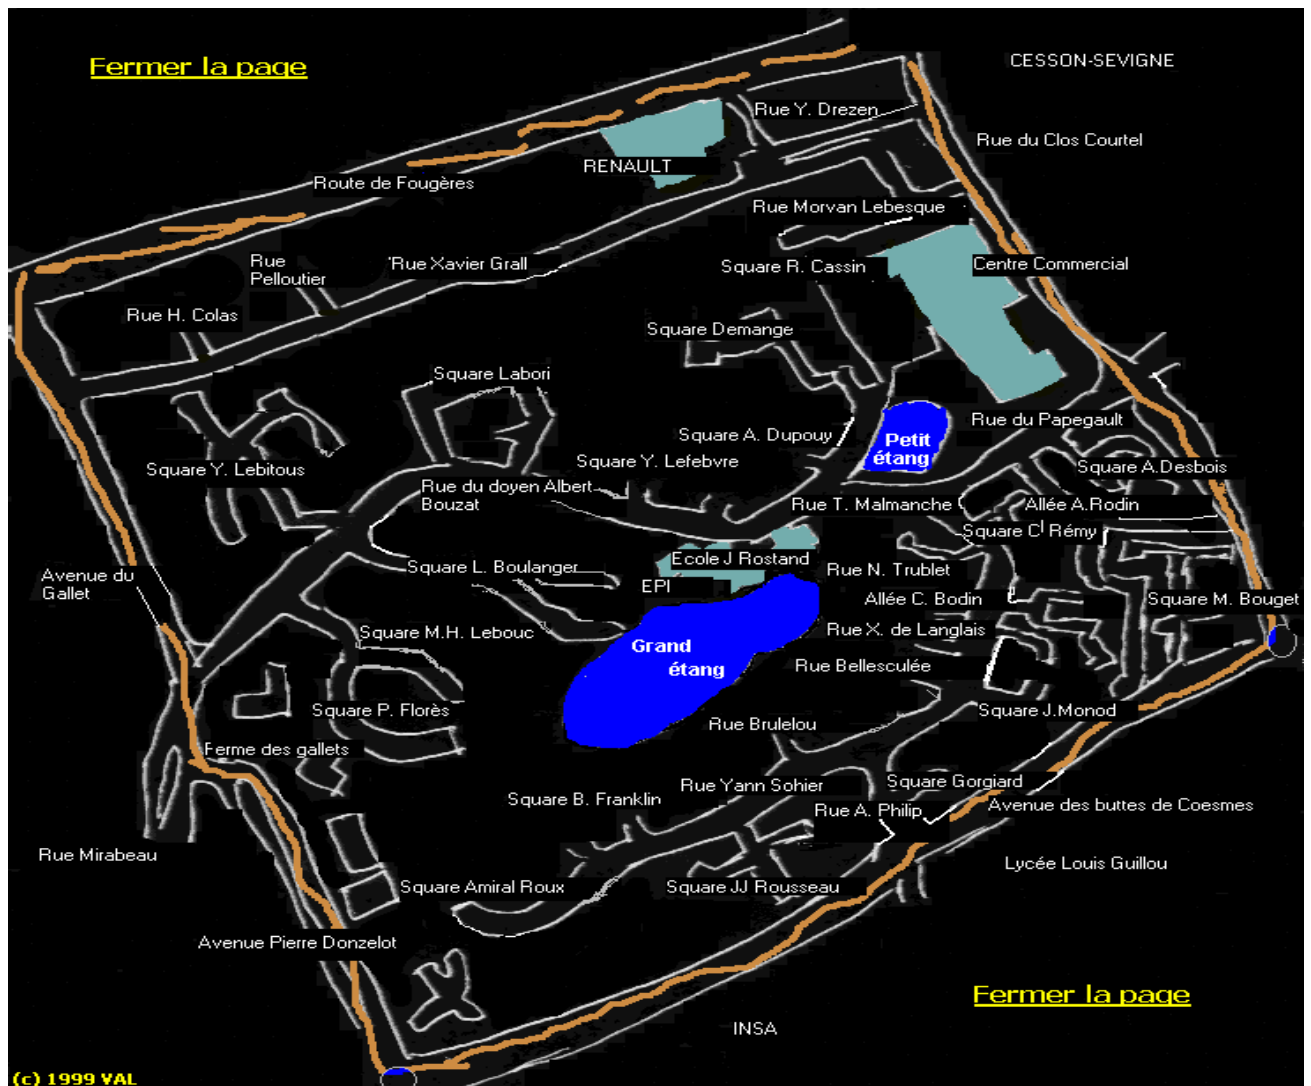 Fermer la page
CESSON-SEVIGNE
Rue Y. Drezen
Rue du Clos Courtel
RENAULT
Route de Fougères
Rue Morvan Lebesque
Rue
Pelloutier
'Rue Xavier Grall
Square R. Cassin
Centre Commercial
Rue H. Colas
Square Demange
Square Labori
Rue du Papegault
Square A. Dupouy
Petit
étang
Square Y. Lebitous
Square Y. Lefebvre
Square A.Desbois
Rue du doyen Albert
Bouzat
Rue T. Malmanche
Allée A.Rodin
Square Cl Rémy
Ecole J Rostand
Square L. Boulanger
EPI
Rue N. Trublet
Avenue du
Gallet
Allée C. Bodin
Square M. Bouget
Square M.H. Lebouc
Rue X. de Langlais
Grand
étang
Rue Bellesculée
Square P. Florès
Square J.Monod
Rue Brulelou
Ferme des gallets
Rue Yann Sohier
Square Gorgiard
Square B. Franklin
Rue A. Philip
Avenue des buttes de Coesmes
Rue Mirabeau
Lycée Louis Guillou
Square Amiral Roux
Square JJ Rousseau
Avenue Pierre Donzelot
Fermer la page
INSA
(c) 1999 VAL